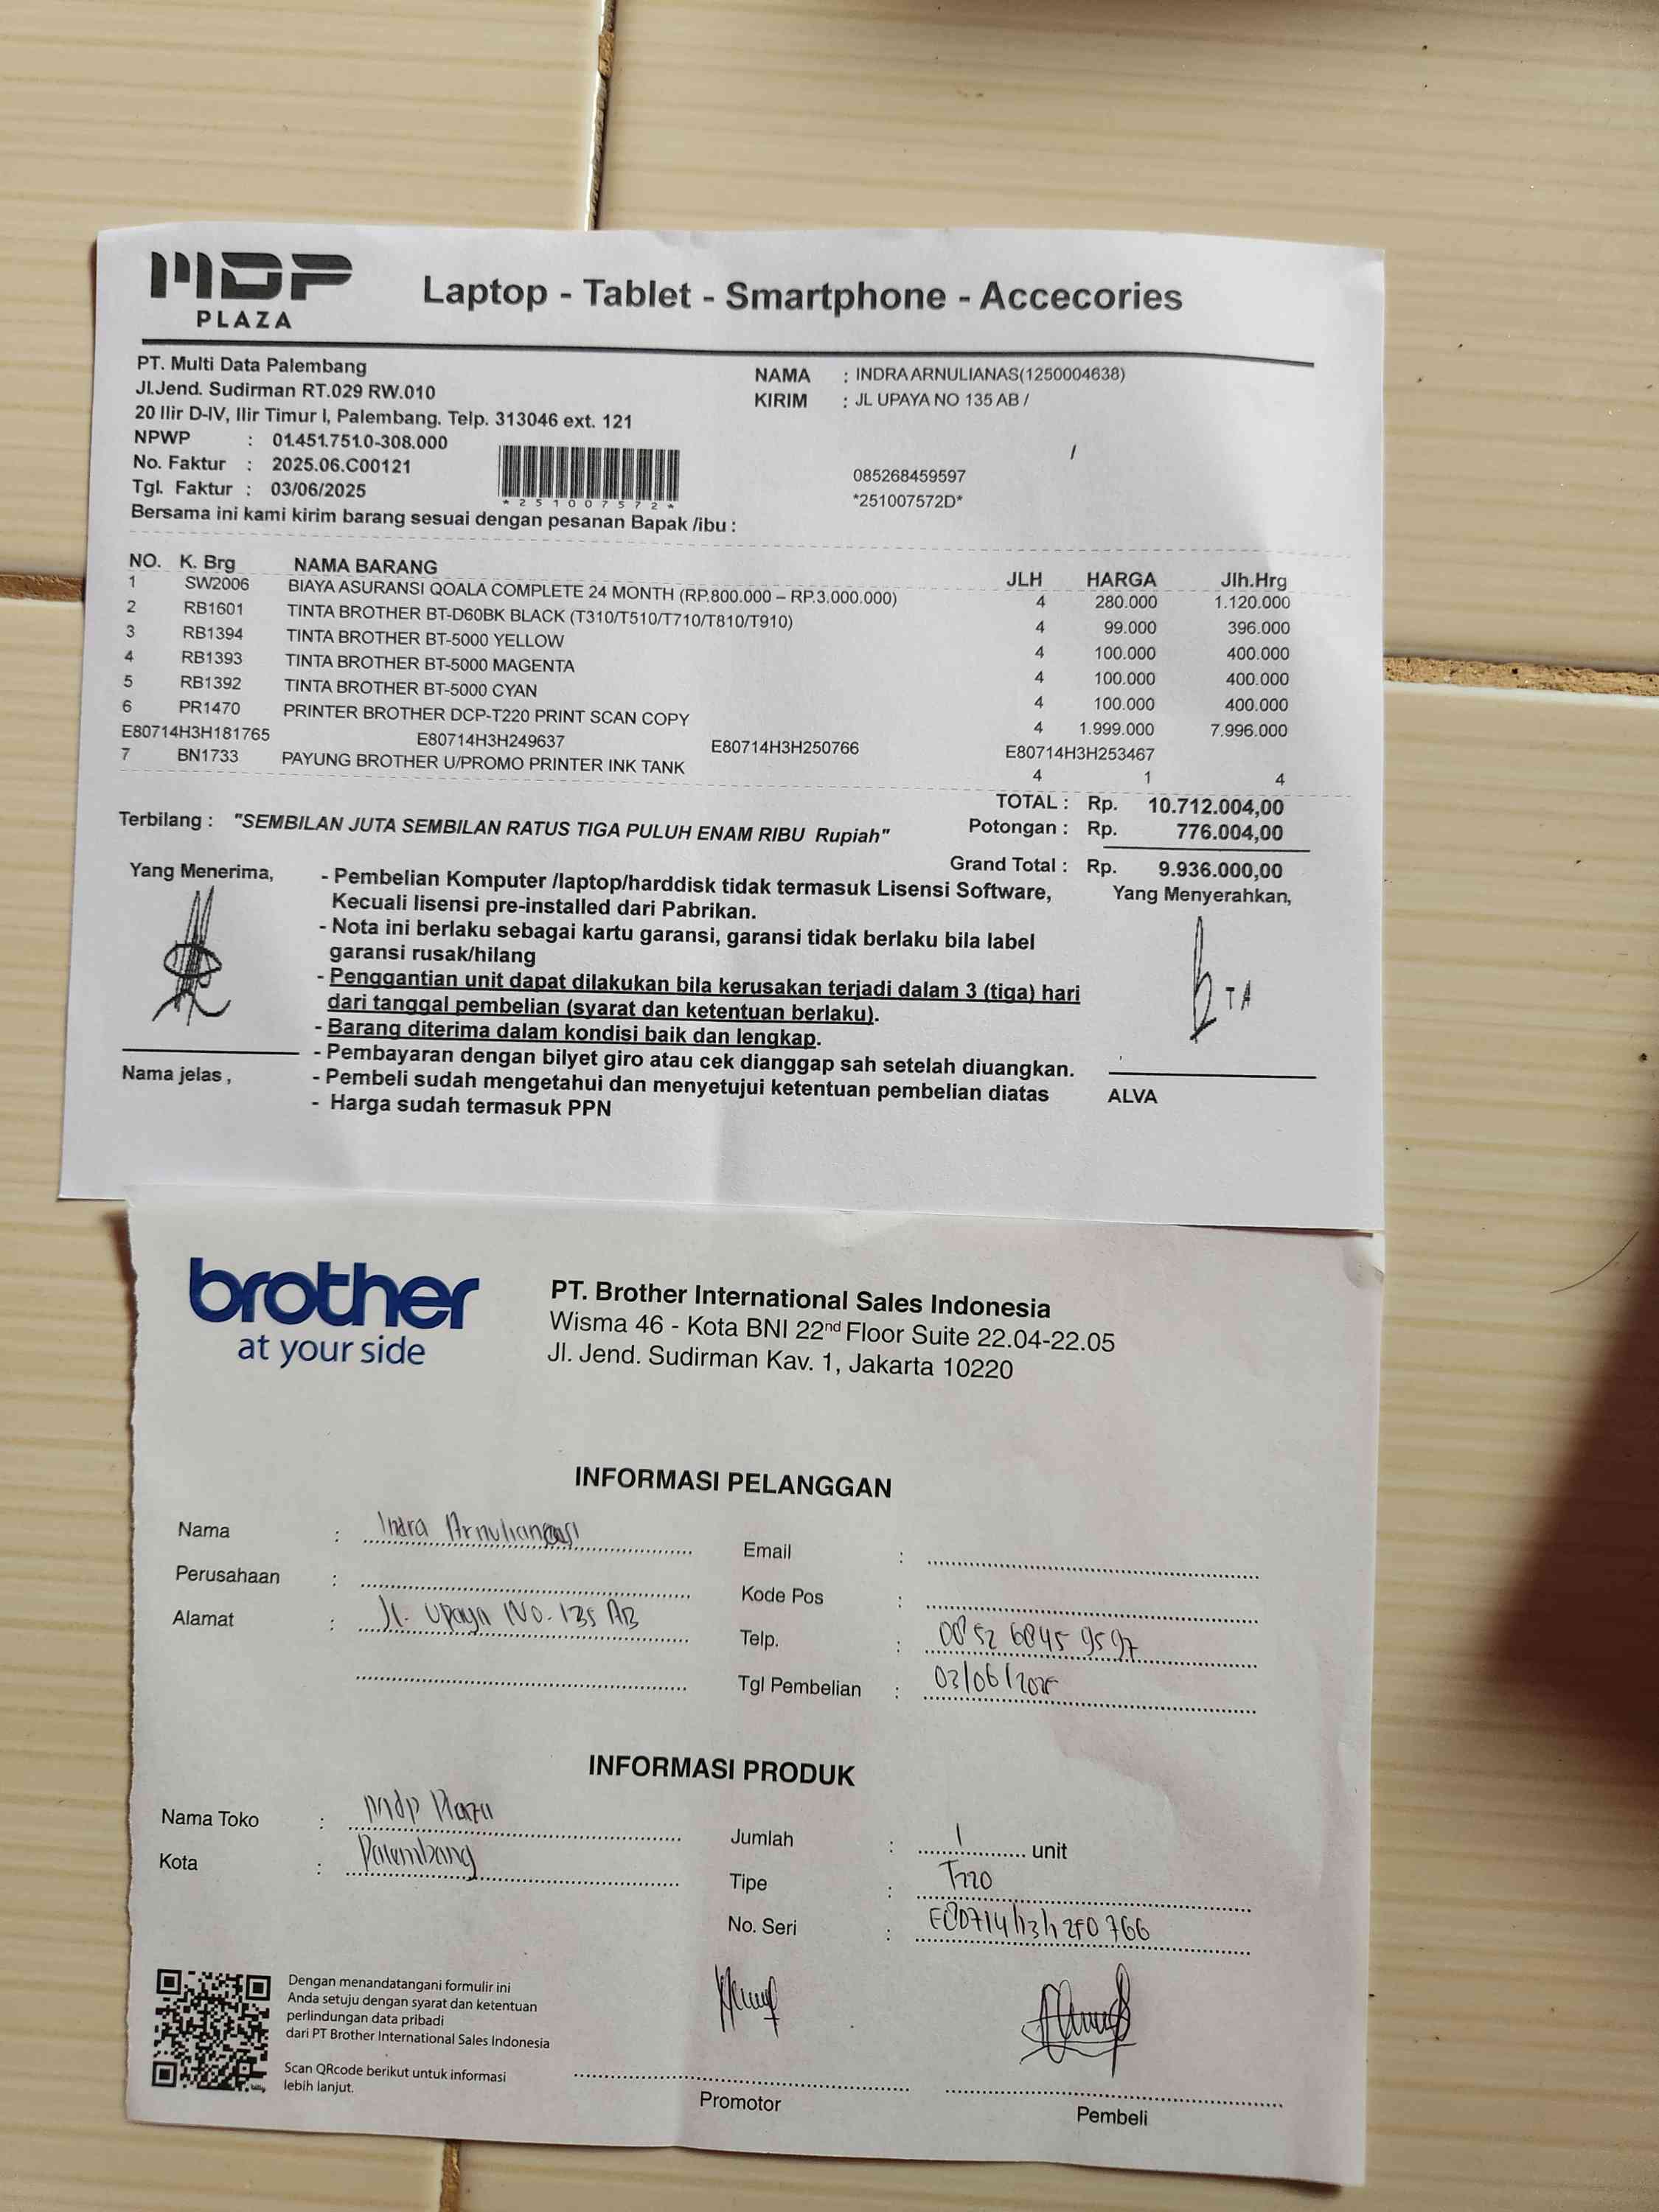 MDP
PLAZA
Laptop - Tablet - Smartphone - Accecories
PT. Multi Data Palembang
Jl.Jend. Sudirman RT.029 RW.010
20 Ilir D-IV, Ilir Timur I, Palembang. Telp. 313046 ext. 121
NPWP : 01.451.751.0-308.000
No. Faktur : 2025.06.C00121
Tgl. Faktur : 03/06/2025
*251007572*
NAMA : INDRA ARNULIANAS(1250004638)
KIRIM : JL UPAYA NO 135 AB /
/
085268459597
*251007572D*
Bersama ini kami kirim barang sesuai dengan pesanan Bapak /ibu :
NO. K. Brg NAMA BARANG JLH HARGA Jlh.Hrg
1 SW2006 BIAYA ASURANSI QOALA COMPLETE 24 MONTH (RP.800.000 – RP.3.000.000) 4 280.000 1.120.000
2 RB1601 TINTA BROTHER BT-D60BK BLACK (T310/T510/T710/T810/T910) 4 99.000 396.000
3 RB1394 TINTA BROTHER BT-5000 YELLOW 4 100.000 400.000
4 RB1393 TINTA BROTHER BT-5000 MAGENTA 4 100.000 400.000
5 RB1392 TINTA BROTHER BT-5000 CYAN 4 100.000 400.000
6 PR1470 PRINTER BROTHER DCP-T220 PRINT SCAN COPY 4 1.999.000 7.996.000
E80714H3H181765 E80714H3H249637 E80714H3H250766 E80714H3H253467
7 BN1733 PAYUNG BROTHER U/PROMO PRINTER INK TANK 4 1 4
TOTAL : Rp. 10.712.004,00
Terbilang : "SEMBILAN JUTA SEMBILAN RATUS TIGA PULUH ENAM RIBU Rupiah"
Potongan : Rp. 776.004,00
Grand Total : Rp. 9.936.000,00
Yang Menerima,
Yang Menyerahkan,
- Pembelian Komputer /laptop/harddisk tidak termasuk Lisensi Software,
Kecuali lisensi pre-installed dari Pabrikan.
- Nota ini berlaku sebagai kartu garansi, garansi tidak berlaku bila label
garansi rusak/hilang
- Penggantian unit dapat dilakukan bila kerusakan terjadi dalam 3 (tiga) hari
dari tanggal pembelian (syarat dan ketentuan berlaku).
- Barang diterima dalam kondisi baik dan lengkap.
- Pembayaran dengan bilyet giro atau cek dianggap sah setelah diuangkan.
- Pembeli sudah mengetahui dan menyetujui ketentuan pembelian diatas
- Harga sudah termasuk PPN
Nama jelas ,
ALVA
brother
at your side
PT. Brother International Sales Indonesia
Wisma 46 - Kota BNI 22nd Floor Suite 22.04-22.05
Jl. Jend. Sudirman Kav. 1, Jakarta 10220
INFORMASI PELANGGAN
Nama : Indra Arnulianas
Perusahaan :
Alamat : Jl. Upaya No. 135 AB
Email :
Kode Pos :
Telp. : 0852 6845 9597
Tgl Pembelian : 03/06/2025
INFORMASI PRODUK
Nama Toko : Mdp Plaza
Kota : Palembang
Jumlah : 1 unit
Tipe : T220
No. Seri : E80714H3H250766
Dengan menandatangani formulir ini
Anda setuju dengan syarat dan ketentuan
perlindungan data pribadi
dari PT Brother International Sales Indonesia
Scan QRcode berikut untuk informasi
lebih lanjut.
Promotor
Pembeli